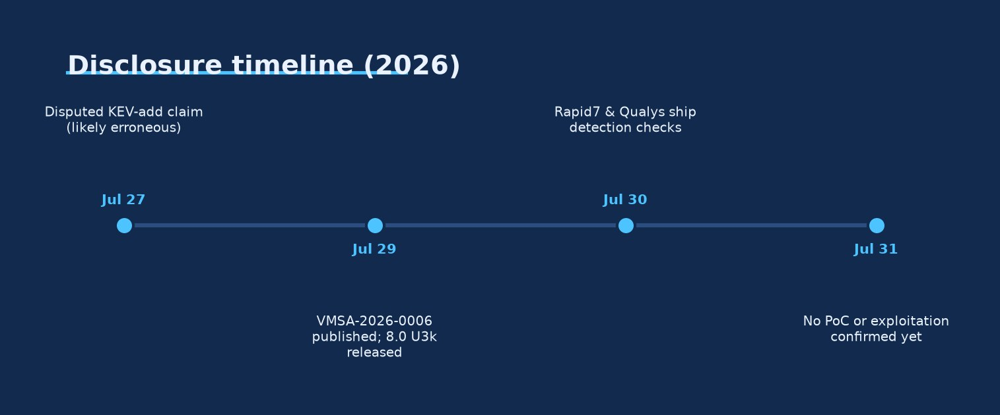 Disclosure timeline (2026)
Disputed KEV-add claim
(likely erroneous)
Jul 27
Jul 29
VMSA-2026-0006
published; 8.0 U3k
released
Rapid7 & Qualys ship
detection checks
Jul 30
Jul 31
No PoC or exploitation
confirmed yet